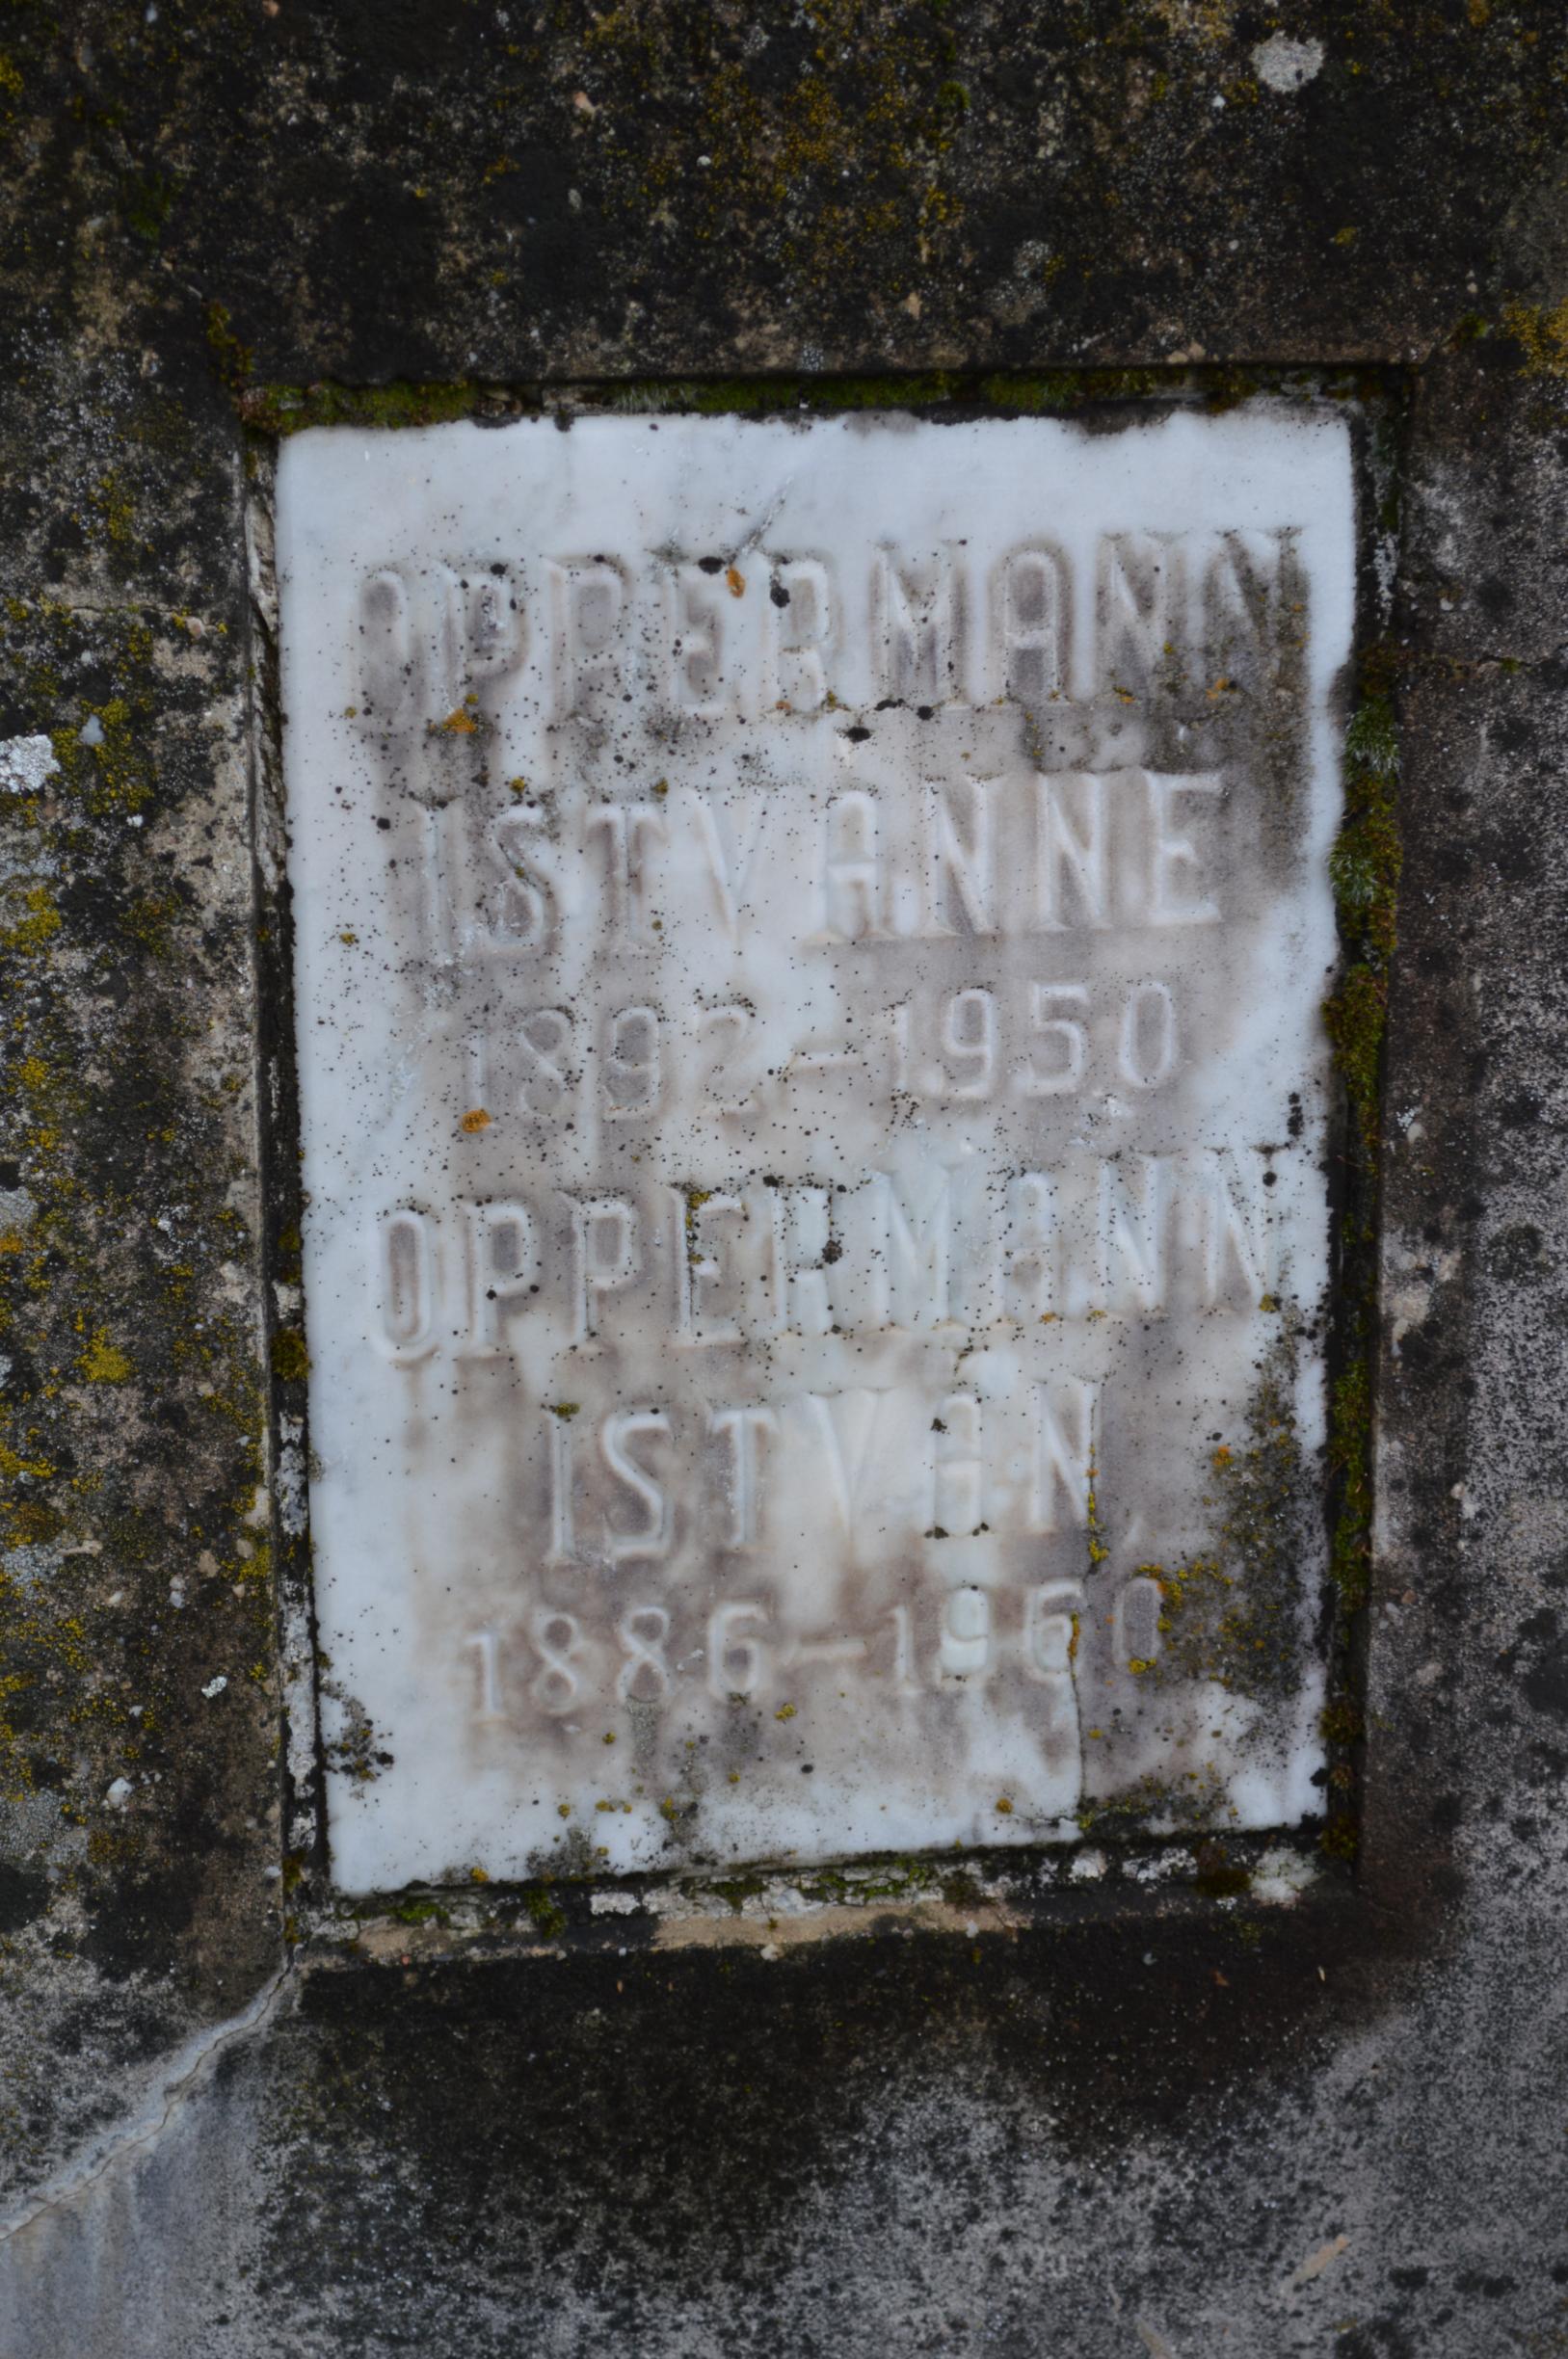 OPPERMANN
ISTVÁNNÉ
1892-1950
OPPERMANN
ISTVÁN
1886-1960